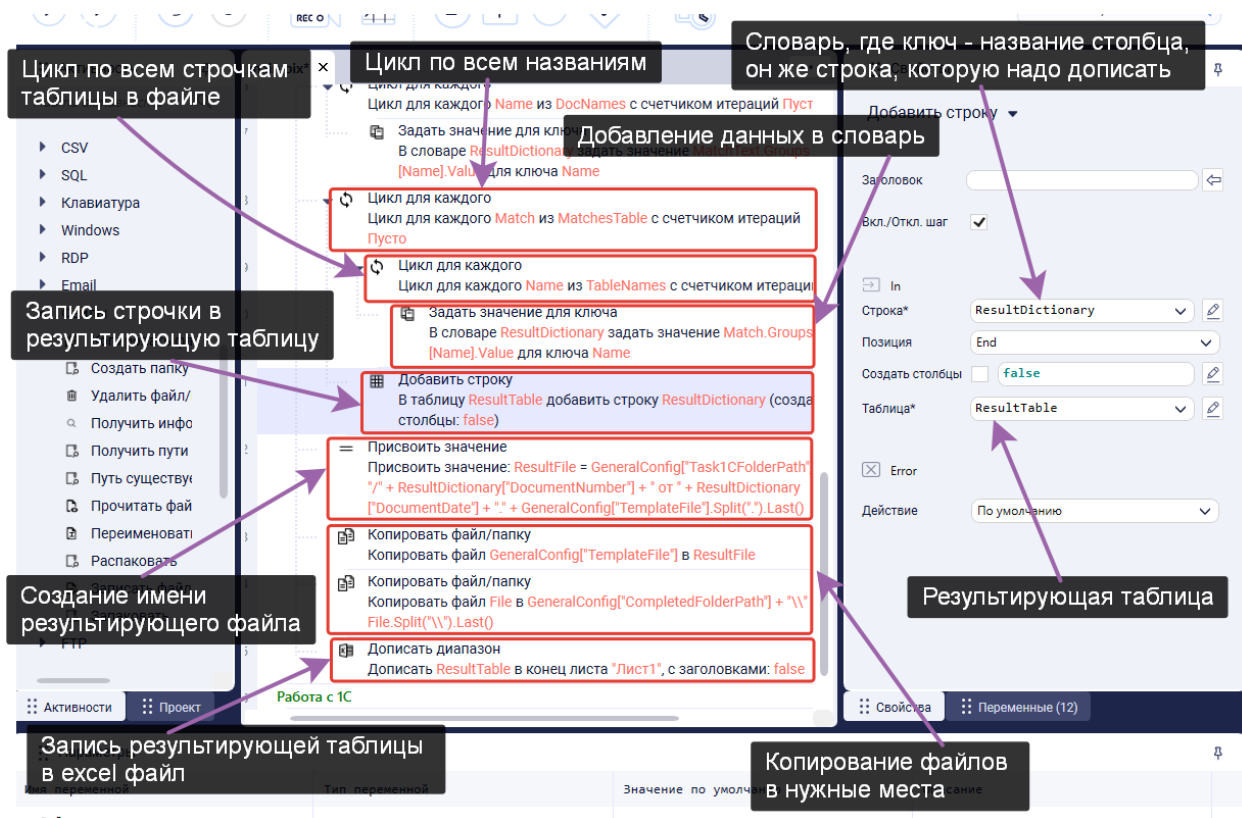 REC
Цикл по всем строчкам
таблицы в файле
Цикл по всем названиям
Словарь, где ключ - название столбца,
он же строка, которую надо дописать
Добавление данных в словарь
Запись строчки в
результирующую таблицу
Создание имени
результирующего файла
Запись результирующей таблицы
в excel файл
Копирование файлов
в нужные места
Результирующая таблица
CSV
SQL
Клавиатура
Windows
RDP
Email
Создать папку
Удалить файл/
Получить инфо
Получить пути
Путь существуе
Прочитать фай
Переименовать
Распаковать
FTP
Активности
Проект
Цикл для каждого
Цикл для каждого Name из DocNames с счетчиком итераций Пуст
Задать значение для ключа
В словаре ResultDictionary задать значение MatchText.Groups
[Name].Value для ключа Name
Цикл для каждого
Цикл для каждого Match из MatchesTable с счетчиком итераций
Пусто
Цикл для каждого
Цикл для каждого Name из TableNames с счетчиком итераци
Задать значение для ключа
В словаре ResultDictionary задать значение Match.Groups
[Name].Value для ключа Name
Добавить строку
В таблицу ResultTable добавить строку ResultDictionary (созда
столбцы: false)
Присвоить значение
Присвоить значение: ResultFile = GeneralConfig["Task1CFolderPath"
"/" + ResultDictionary["DocumentNumber"] + " от " + ResultDictionary
["DocumentDate"] + "." + GeneralConfig["TemplateFile"].Split(".").Last()
Копировать файл/папку
Копировать файл GeneralConfig["TemplateFile"] в ResultFile
Копировать файл/папку
Копировать файл File в GeneralConfig["CompletedFolderPath"] + "\\"
File.Split("\\").Last()
Дописать диапазон
Дописать ResultTable в конец листа "Лист1", с заголовками: false
Работа с 1С
Добавить строку
Заголовок
Вкл./Откл. шаг
In
Строка* ResultDictionary
Позиция End
Создать столбцы false
Таблица* ResultTable
Error
Действие По умолчанию
Свойства
Переменные (12)
Имя переменной
Тип переменной
Значение по умолч